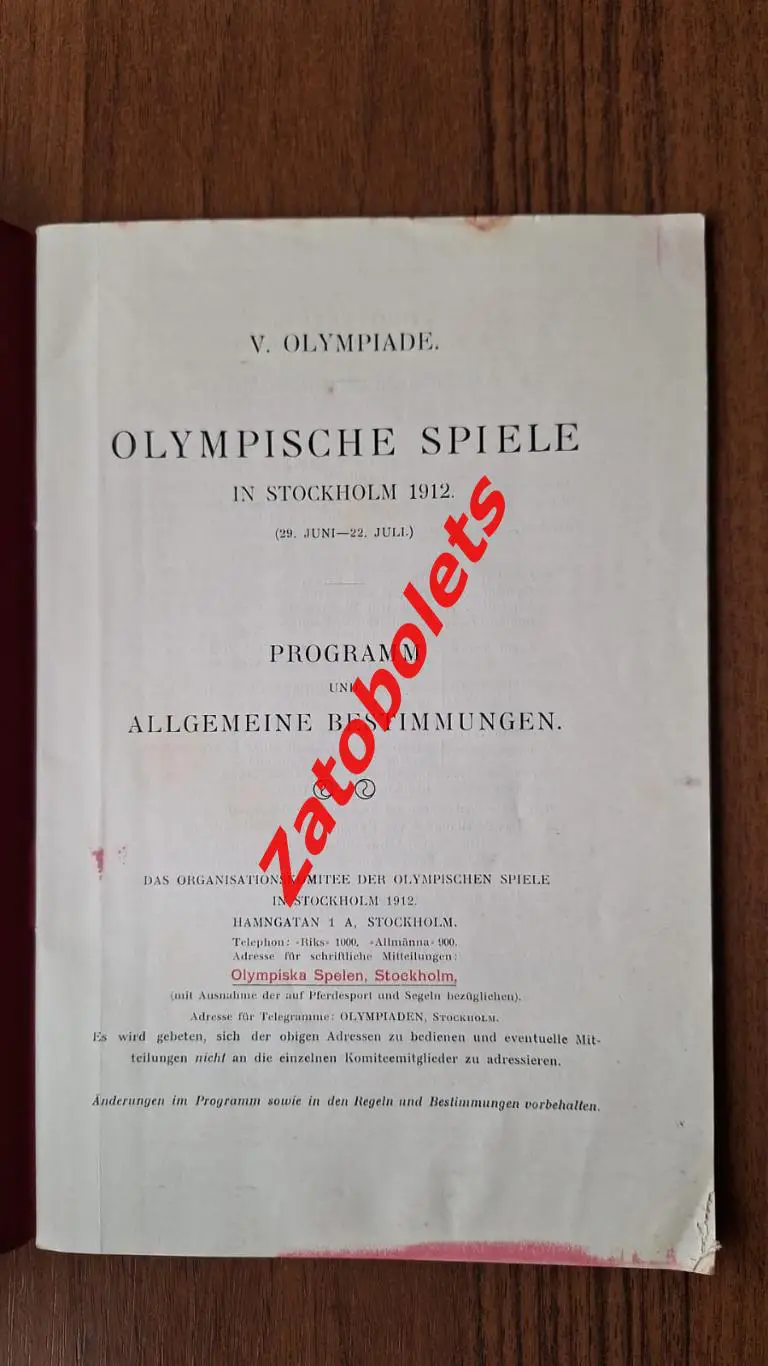 V. OLYMPIADE.
OLYMPISCHE SPIELE
IN STOCKHOLM 1912.
(29. JUNI—22. JULI.)
PROGRAMM
UND
ALLGEMEINE BESTIMMUNGEN.
Zatobolets
DAS ORGANISATIONSKOMITEE DER OLYMPISCHEN SPIELE
IN STOCKHOLM 1912.
HAMNGATAN 1 A, STOCKHOLM.
Telephon: »Riks» 1000, »Allmänna» 900.
Adresse für schriftliche Mitteilungen:
Olympiska Spelen, Stockholm,
(mit Ausnahme der auf Pferdesport und Segeln bezüglichen).
Adresse für Telegramme: OLYMPIADEN, STOCKHOLM.
Es wird gebeten, sich der obigen Adressen zu bedienen und eventuelle Mit-
teilungen nicht an die einzelnen Komiteemitglieder zu adressieren.
Änderungen im Programm sowie in den Regeln und Bestimmungen vorbehalten.